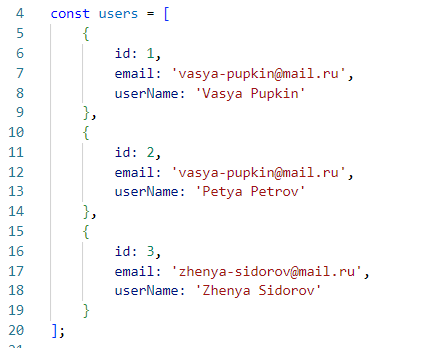 4 const users = [
5 {
6 id: 1,
7 email: 'vasya-pupkin@mail.ru',
8 userName: 'Vasya Pupkin'
9 },
10 {
11 id: 2,
12 email: 'vasya-pupkin@mail.ru',
13 userName: 'Petya Petrov'
14 },
15 {
16 id: 3,
17 email: 'zhenya-sidorov@mail.ru',
18 userName: 'Zhenya Sidorov'
19 }
20 ];